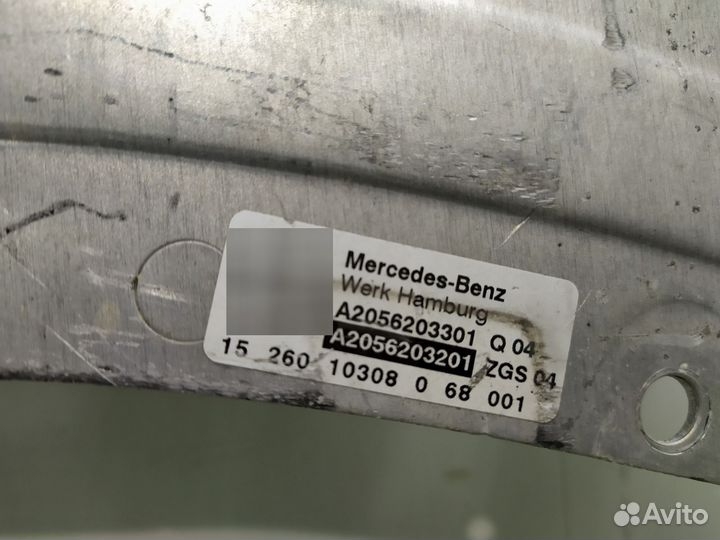 Mercedes-Benz
Werk Hamburg
A2056203301 Q 04
A2056203201 ZGS 04
15 260 10308 0 68 001
Avito